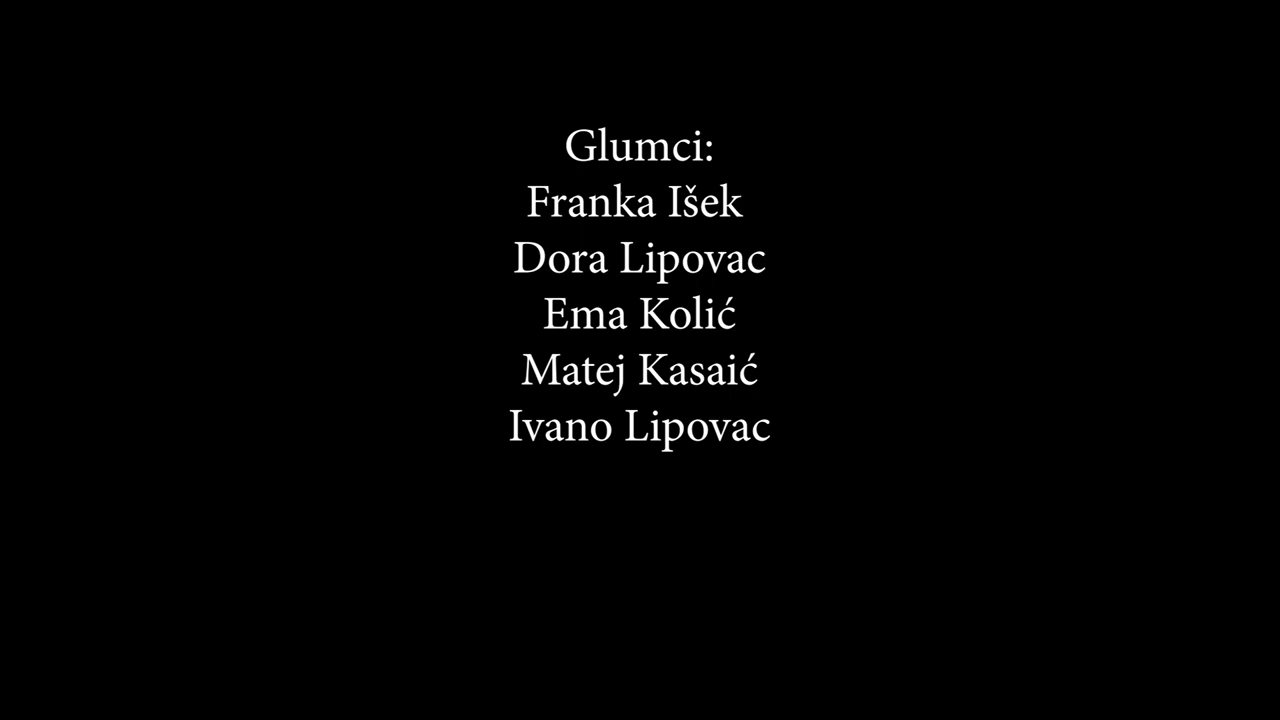 Glumci:
Franka Išek
Dora Lipovac
Ema Kolić
Matej Kasaić
Ivano Lipovac